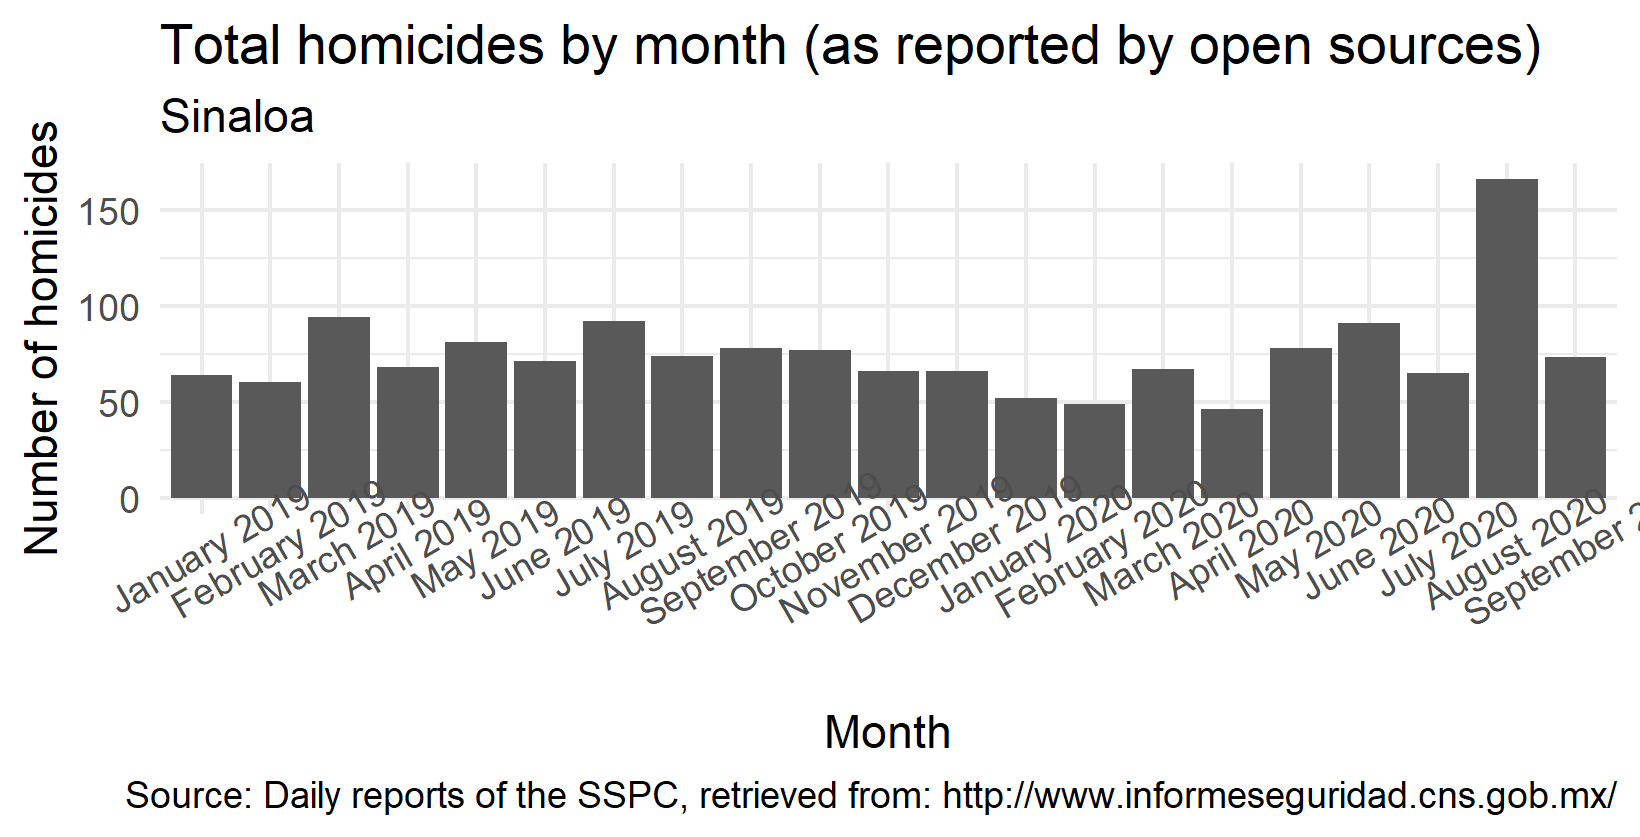 Total homicides by month (as reported by open sources)
Sinaloa
Number of homicides
150
100
50
0
January 2019
February 2019
March 2019
April 2019
May 2019
June 2019
July 2019
August 2019
September 2019
October 2019
November 2019
December 2019
January 2020
February 2020
March 2020
April 2020
May 2020
June 2020
July 2020
August 2020
September 2
Month
Source: Daily reports of the SSPC, retrieved from: http://www.informeseguridad.cns.gob.mx/